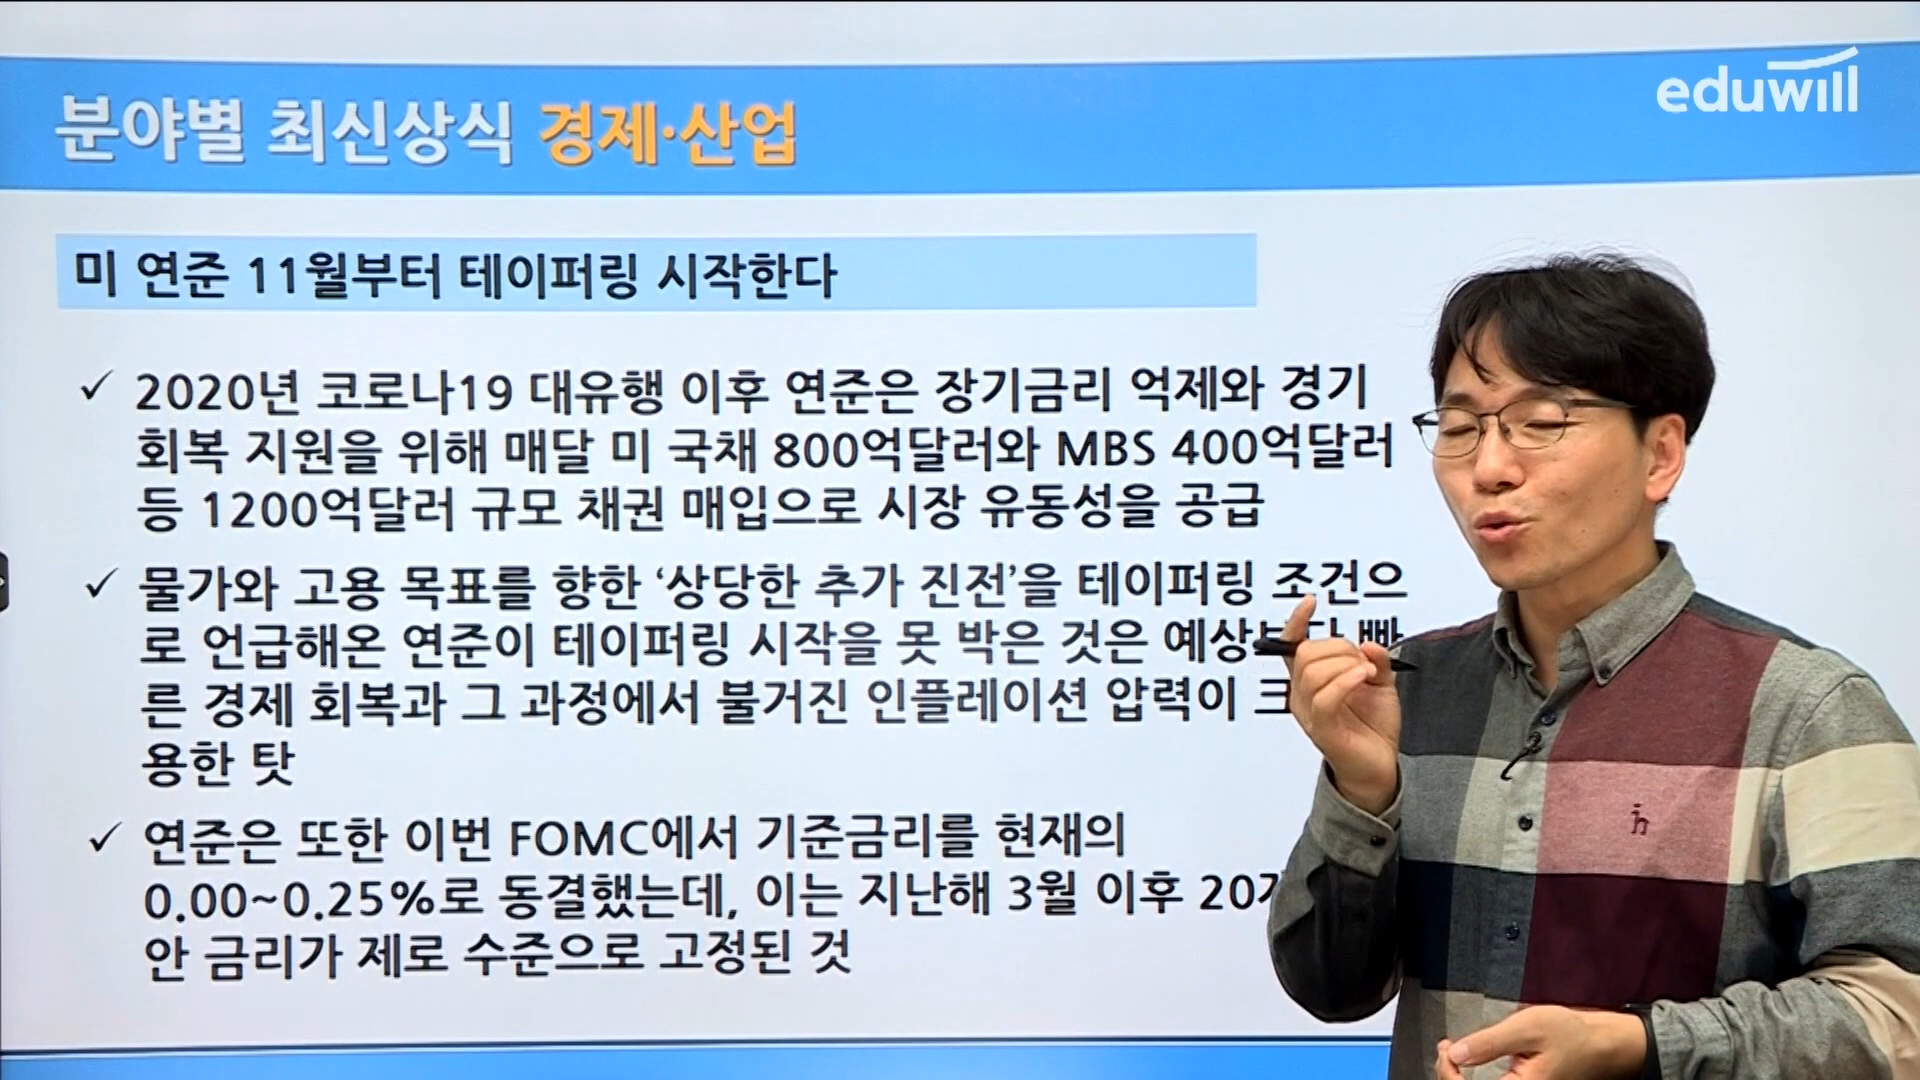 eduwill
분야별 최신상식 경제·산업
미 연준 11월부터 테이퍼링 시작한다
✓ 2020년 코로나19 대유행 이후 연준은 장기금리 억제와 경기
회복 지원을 위해 매달 미 국채 800억달러와 MBS 400억달러
등 1200억달러 규모 채권 매입으로 시장 유동성을 공급
✓ 물가와 고용 목표를 향한 ‘상당한 추가 진전’을 테이퍼링 조건으
로 언급해온 연준이 테이퍼링 시작을 못 박은 것은 예상보다 빠
른 경제 회복과 그 과정에서 불거진 인플레이션 압력이 크
용한 탓
✓ 연준은 또한 이번 FOMC에서 기준금리를 현재의
0.00~0.25%로 동결했는데, 이는 지난해 3월 이후 20
안 금리가 제로 수준으로 고정된 것